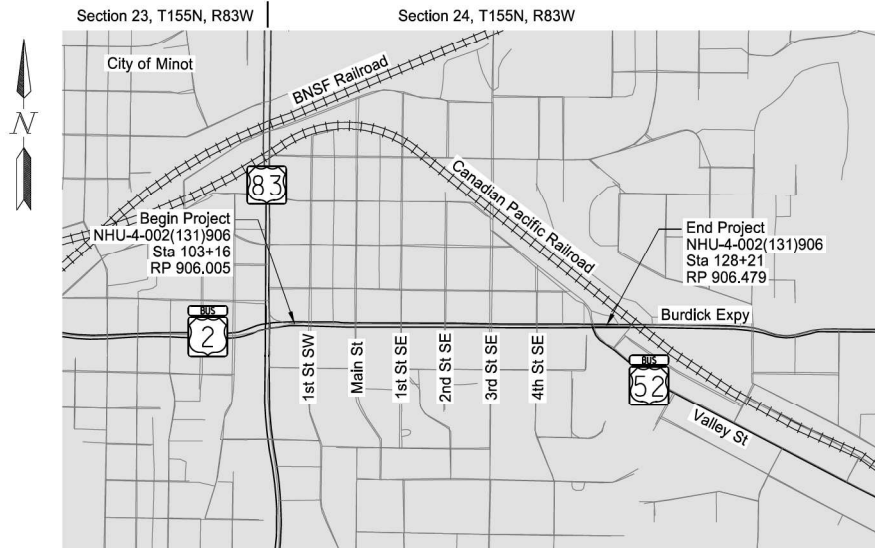 Section 23, T155N, R83W
Section 24, T155N, R83W
City of Minot
BNSF Railroad
N
83
Canadian Pacific Railroad
Begin Project
NHU-4-002(131)906
Sta 103+16
RP 906.005
End Project
NHU-4-002(131)906
Sta 128+21
RP 906.479
BUS
2
Burdick Expy
1st St SW
Main St
1st St SE
2nd St SE
3rd St SE
4th St SE
BUS
52
Valley St